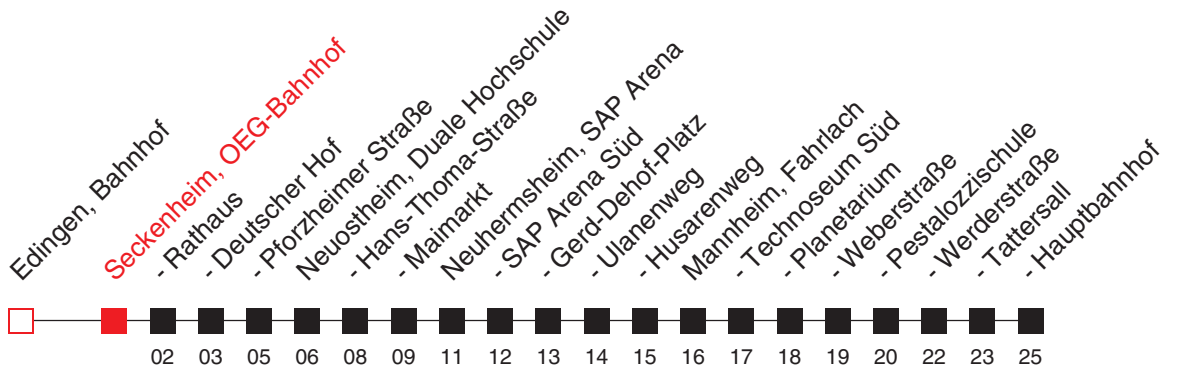 Edingen, Bahnhof
Seckenheim, OEG-Bahnhof
- Rathaus
- Deutscher Hof
- Pforzheimer Straße
Neuostheim, Duale Hochschule
- Hans-Thoma-Straße
- Maimarkt
Neuhermsheim, SAP Arena
- SAP Arena Süd
- Gerd-Dehof-Platz
- Ulanenweg
- Husarenweg
Mannheim, Fahrlach
- Technoseum Süd
- Planetarium
- Weberstraße
- Pestalozzischule
- Werderstraße
- Tattersall
- Hauptbahnhof
02 03 05 06 08 09 11 12 13 14 15 16 17 18 19 20 22 23 25